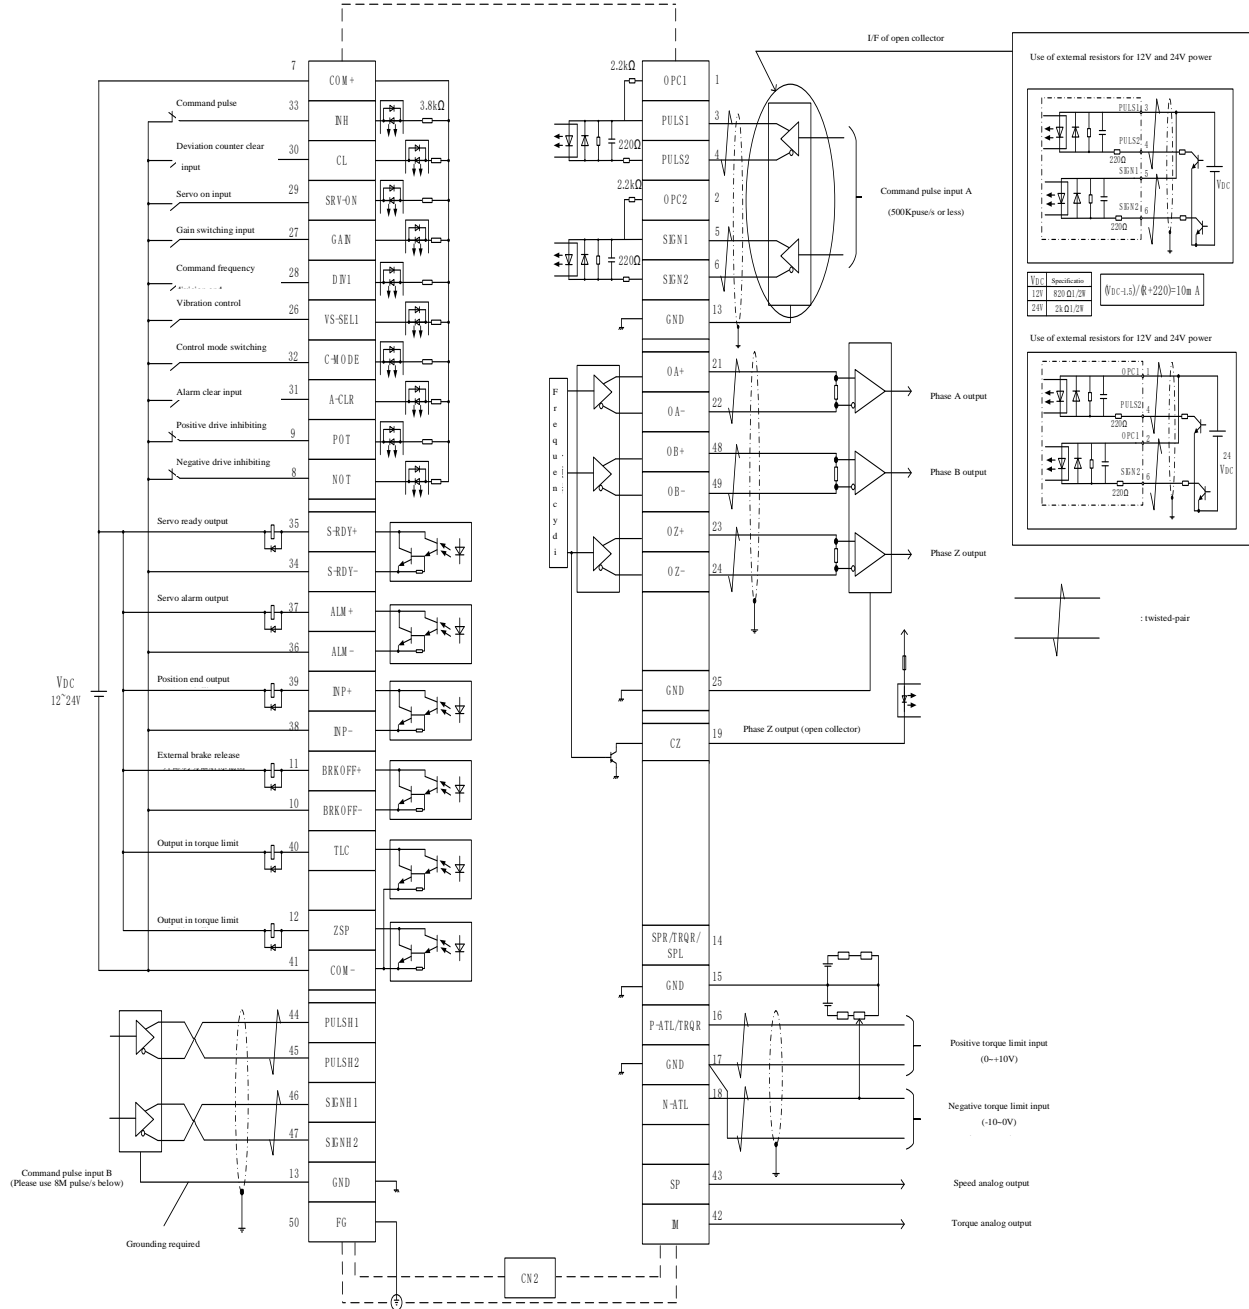 I/F of open collector
Use of external resistors for 12V and 24V power
7
COM+
2.2kΩ
OPC1
1
Command pulse
33
INH
3.8kΩ
PULS1
3
220Ω
PULS2
4
Deviation counter clear
input
30
CL
2.2kΩ
OPC2
2
Command pulse input A
(500Kpuse/s or less)
Servo on input
29
SRV-ON
SIGN1
5
220Ω
SIGN2
6
Gain switching input
27
GAIN
Command frequency
28
DIV1
GND
13
Vibration control
26
VS-SEL1
Control mode switching
32
C-MODE
Alarm clear input
31
A-CLR
Positive drive inhibiting
9
POT
Negative drive inhibiting
8
NOT
PULS1 3
PULS2
4
220Ω
SIGN1
5
SIGN2 6
220Ω
VDC
VDC Specificatio
12V 820 Ω1/2W
24V 2k Ω1/2W
(VDC-1.5)/(R+220)=10m A
Use of external resistors for 12V and 24V power
OPC1 1
PULS2
4
220Ω
OPC1
2
SIGN2 6
220Ω
24
VDC
Frequencydi
OA+
21
OA-
22
Phase A output
OB+
48
OB-
49
Phase B output
OZ+
23
OZ-
24
Phase Z output
Servo ready output
35
S-RDY+
34
S-RDY-
Servo alarm output
37
ALM+
36
ALM-
: twisted-pair
VDC
12~24V
Position end output
39
INP+
38
INP-
GND
25
CZ
19
Phase Z output (open collector)
External brake release
11
BRKOFF+
10
BRKOFF-
Output in torque limit
40
TLC
Output in torque limit
12
ZSP
41
COM-
SPR/TRQR/
SPL
14
GND
15
P-ATL/TRQR
16
GND
17
N-ATL
18
Positive torque limit input
(0~+10V)
Negative torque limit input
(-10~0V)
44
PULSH1
45
PULSH2
46
SIGNH1
47
SIGNH2
Command pulse input B
(Please use 8M pulse/s below)
13
GND
Grounding required
50
FG
SP
43
Speed analog output
IM
42
Torque analog output
CN2